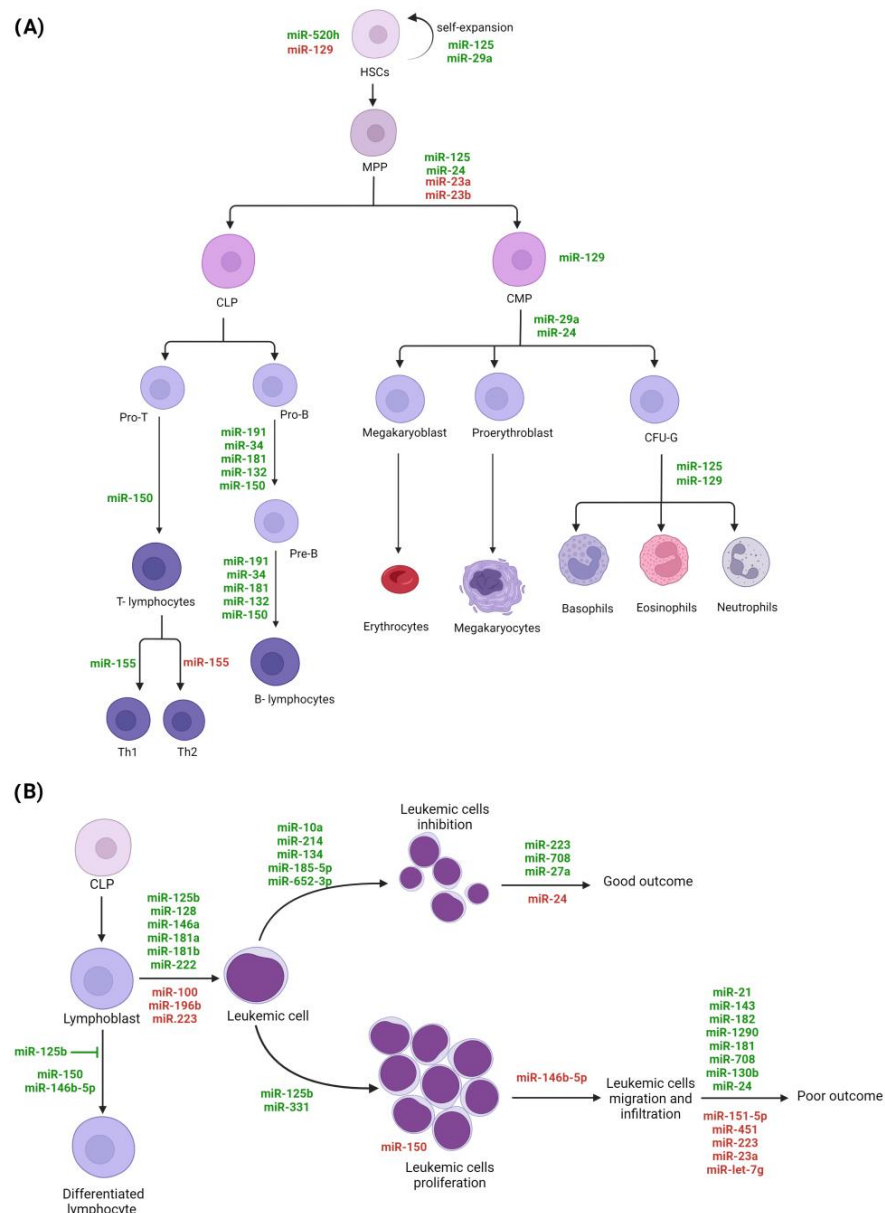 (A)
miR-520h
miR-129
self-expansion
miR-125
miR-29a
HSCs
MPP
miR-125
miR-24
miR-23a
miR-23b
CLP
CMP
miR-129
miR-29a
miR-24
Pro-T
Pro-B
Megakaryoblast
Proerythroblast
CFU-G
miR-191
miR-34
miR-181
miR-132
miR-150
miR-125
miR-129
miR-150
Pre-B
miR-191
miR-34
miR-181
miR-132
miR-150
T- lymphocytes
Erythrocytes
Megakaryocytes
Basophils
Eosinophils
Neutrophils
miR-155
miR-155
B- lymphocytes
Th1
Th2
(B)
CLP
miR-125b
miR-128
miR-146a
miR-181a
miR-181b
miR-222
miR-100
miR-196b
miR.223
Lymphoblast
miR-125b
miR-150
miR-146b-5p
Differentiated
lymphocyte
Leukemic cell
miR-10a
miR-214
miR-134
miR-185-5p
miR-652-3p
Leukemic cells
inhibition
miR-223
miR-708
miR-27a
miR-24
Good outcome
miR-125b
miR-331
miR-150
Leukemic cells
proliferation
miR-146b-5p
Leukemic cells
migration and
infiltration
miR-21
miR-143
miR-182
miR-1290
miR-181
miR-708
miR-130b
miR-24
miR-151-5p
miR-451
miR-223
miR-23a
miR-let-7g
Poor outcome